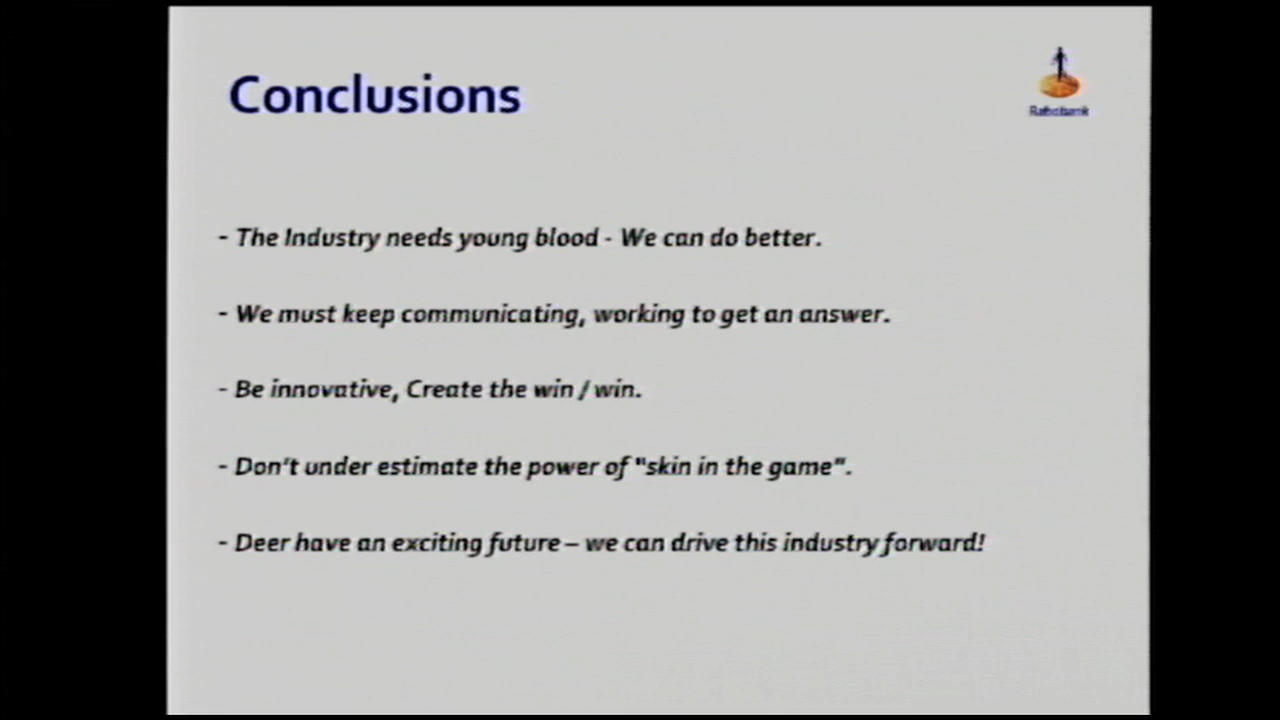 Conclusions
Rabobank
- The Industry needs young blood - We can do better.
- We must keep communicating, working to get an answer.
- Be innovative, Create the win / win.
- Don't under estimate the power of "skin in the game".
- Deer have an exciting future – we can drive this industry forward!